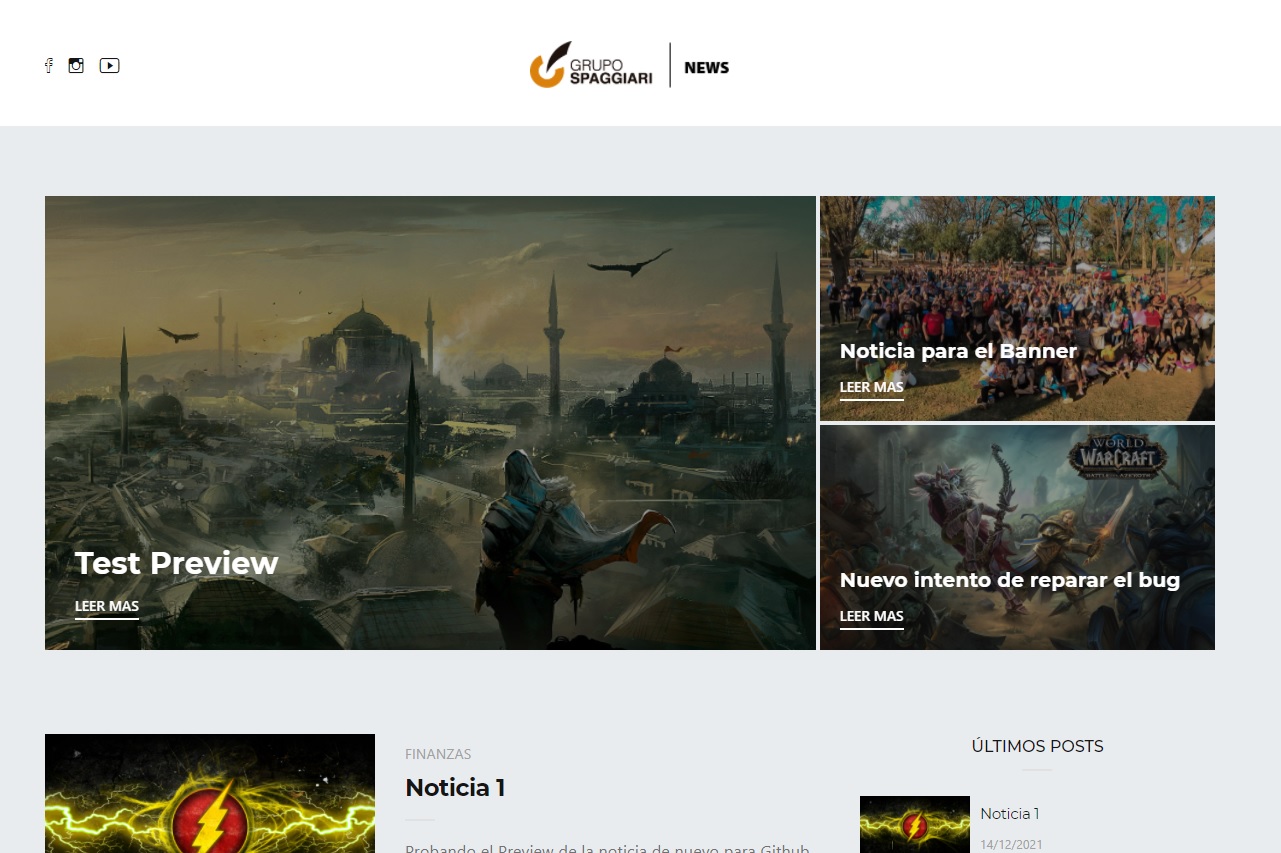 GRUPO
SPAGGIARI
NEWS
Noticia para el Banner
LEER MAS
WORLD
WARCRAFT
Test Preview
LEER MAS
Nuevo intento de reparar el bug
LEER MAS
FINANZAS
Noticia 1
Probando el Preview de la noticia de nuevo para Github
ÚLTIMOS POSTS
Noticia 1
14/12/2021